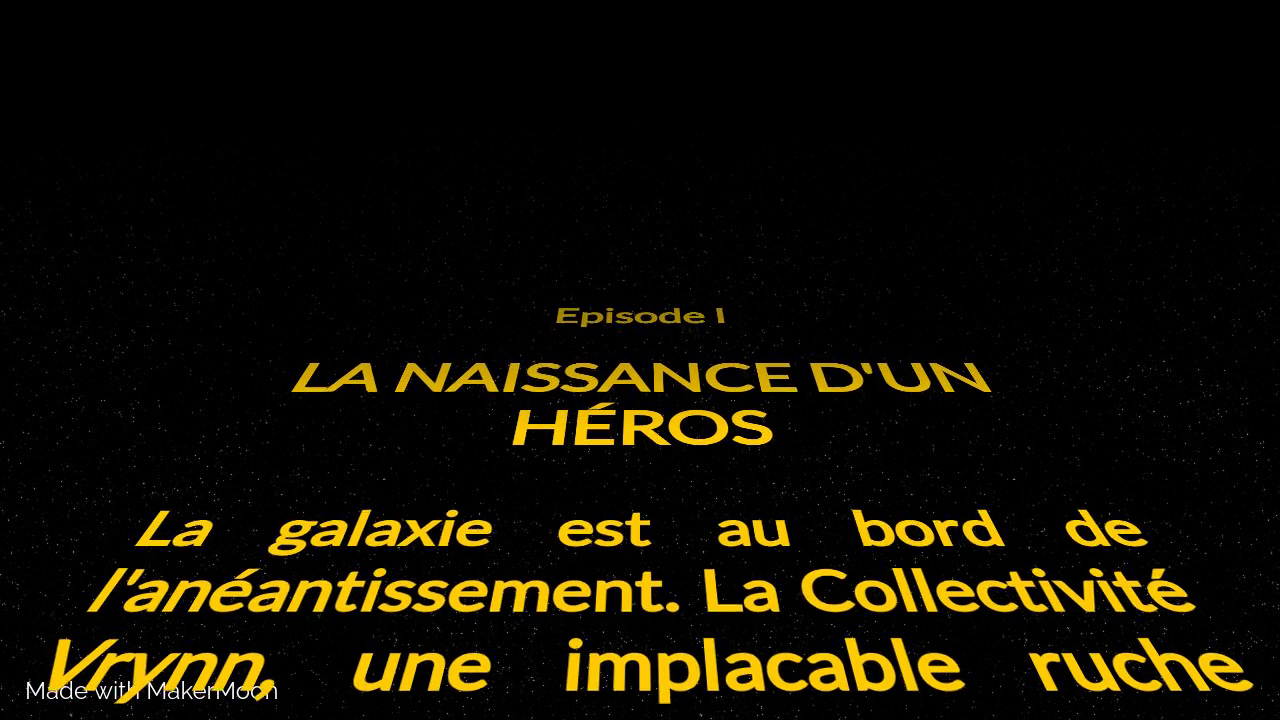 Episode I
LA NAISSANCE D'UN
HÉROS
La galaxie est au bord de
l'anéantissement. La Collectivité
Vrynn, une implacable ruche
Made with MakerMoon